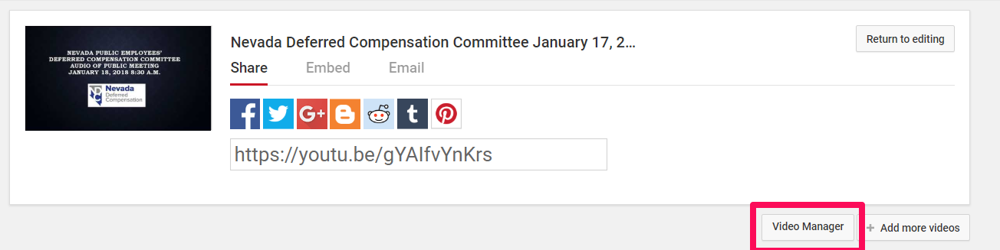 NEVADA PUBLIC EMPLOYEES'
DEFERRED COMPENSATION COMMITTEE
AUDIO OF PUBLIC MEETING
JANUARY 18, 2018 8:30 A.M.
NDC
Nevada
Deferred
Compensation
Nevada Deferred Compensation Committee January 17, 2...
Return to editing
Share Embed Email
f G+ B t
https://youtu.be/gYAIfvYnKrs
Video Manager
+ Add more videos